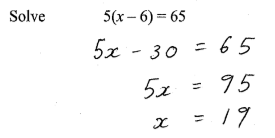 Solve 5(x – 6) = 65
5x - 30 = 65
5x = 95
x = 19